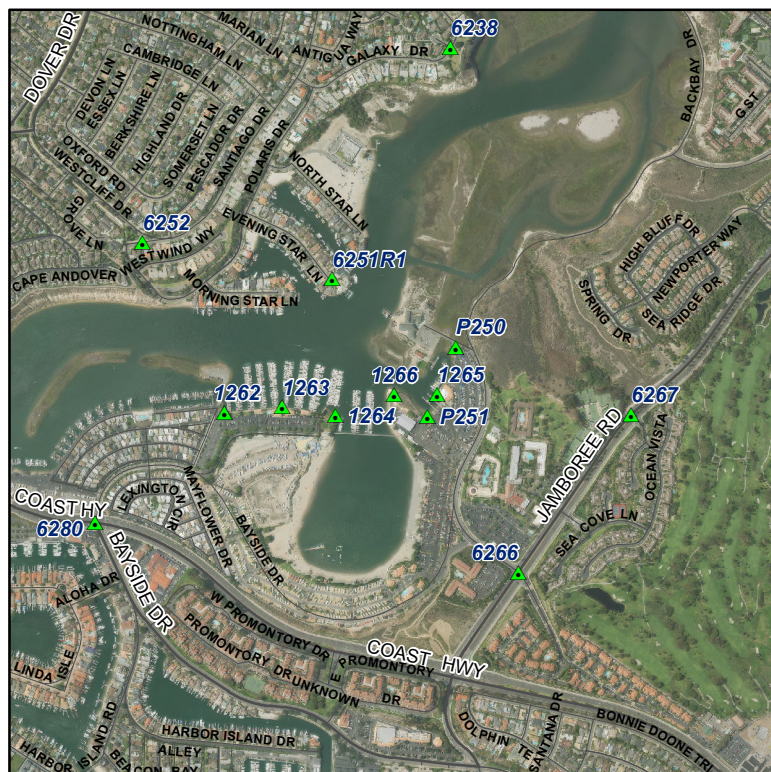 6238
MARIAN LN
NOTTINGHAM LN
ANTIGUA WAY
GALAXY DR
DOVER DR
CAMBRIDGE LN
DEVON LN
ESSEX LN
BERKSHIRE LN
HIGHLAND DR
SOMERSET LN
PESCADOR DR
SANTIAGO DR
POLARIS DR
BACKBAY DR
G ST
OXFORD RD
WESTCLIFF DR
NORTH STAR LN
GROVE LN
6252
EVENING STAR LN
WESTWIND WY
CAPE ANDOVER
6251R1
MORNING STAR LN
HIGH BLUFF DR
NEWPORTER WAY
SPRING DR
SEA RIDGE DR
P250
1262
1263
1266
1265
1264
P251
6267
JAMBOREE RD
OCEAN VISTA
SEA COVE LN
COAST HY
LEXINGTON CIR
MAYFLOWER DR
BAYSIDE DR
6280
BAYSIDE DR
6266
ALOHA DR
W PROMONTORY DR
PROMONTORY DR
E PROMONTORY
UNKNOWN DR
COAST HWY
LINDA ISLE
HARBOR ISLAND RD
HARBOR ISLAND DR
ALLEY
BEACON BAY
DOLPHIN TE
SANTANA DR
BONNIE DOONE TRL